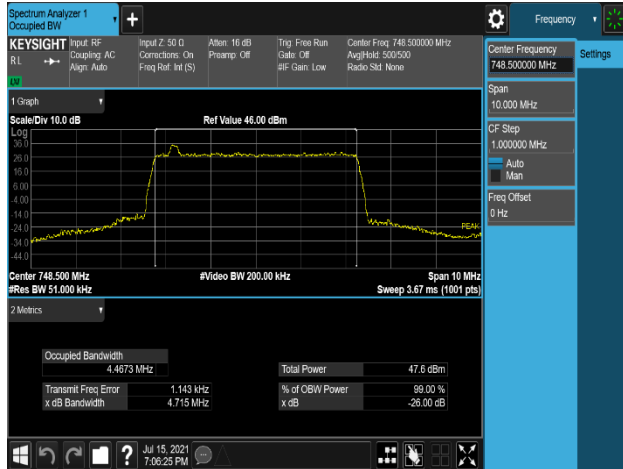 Spectrum Analyzer 1
Occupied BW
Frequency
KEYSIGHT
Input: RF
Input Z: 50 Ω
Atten: 16 dB
Trig: Free Run
Center Freq: 748.500000 MHz
R L
Coupling: AC
Corrections: On
Preamp: Off
Gate: Off
Avg|Hold: 500/500
Align: Auto
Freq Ref: Int (S)
#IF Gain: Low
Radio Std: None
Center Frequency
748.500000 MHz
Settings
Span
10.000 MHz
CF Step
1.000000 MHz
Auto
Man
Freq Offset
0 Hz
1 Graph
Scale/Div 10.0 dB
Ref Value 46.00 dBm
Log
36.0
26.0
16.0
6.00
-4.00
-14.0
-24.0
-34.0
-44.0
PEAK
Center 748.500 MHz
#Video BW 200.00 kHz
Span 10 MHz
#Res BW 51.000 kHz
Sweep 3.67 ms (1001 pts)
2 Metrics
Occupied Bandwidth
4.4673 MHz
Total Power
47.6 dBm
Transmit Freq Error
1.143 kHz
% of OBW Power
99.00 %
x dB Bandwidth
4.715 MHz
x dB
-26.00 dB
Jul 15, 2021
7:06:25 PM